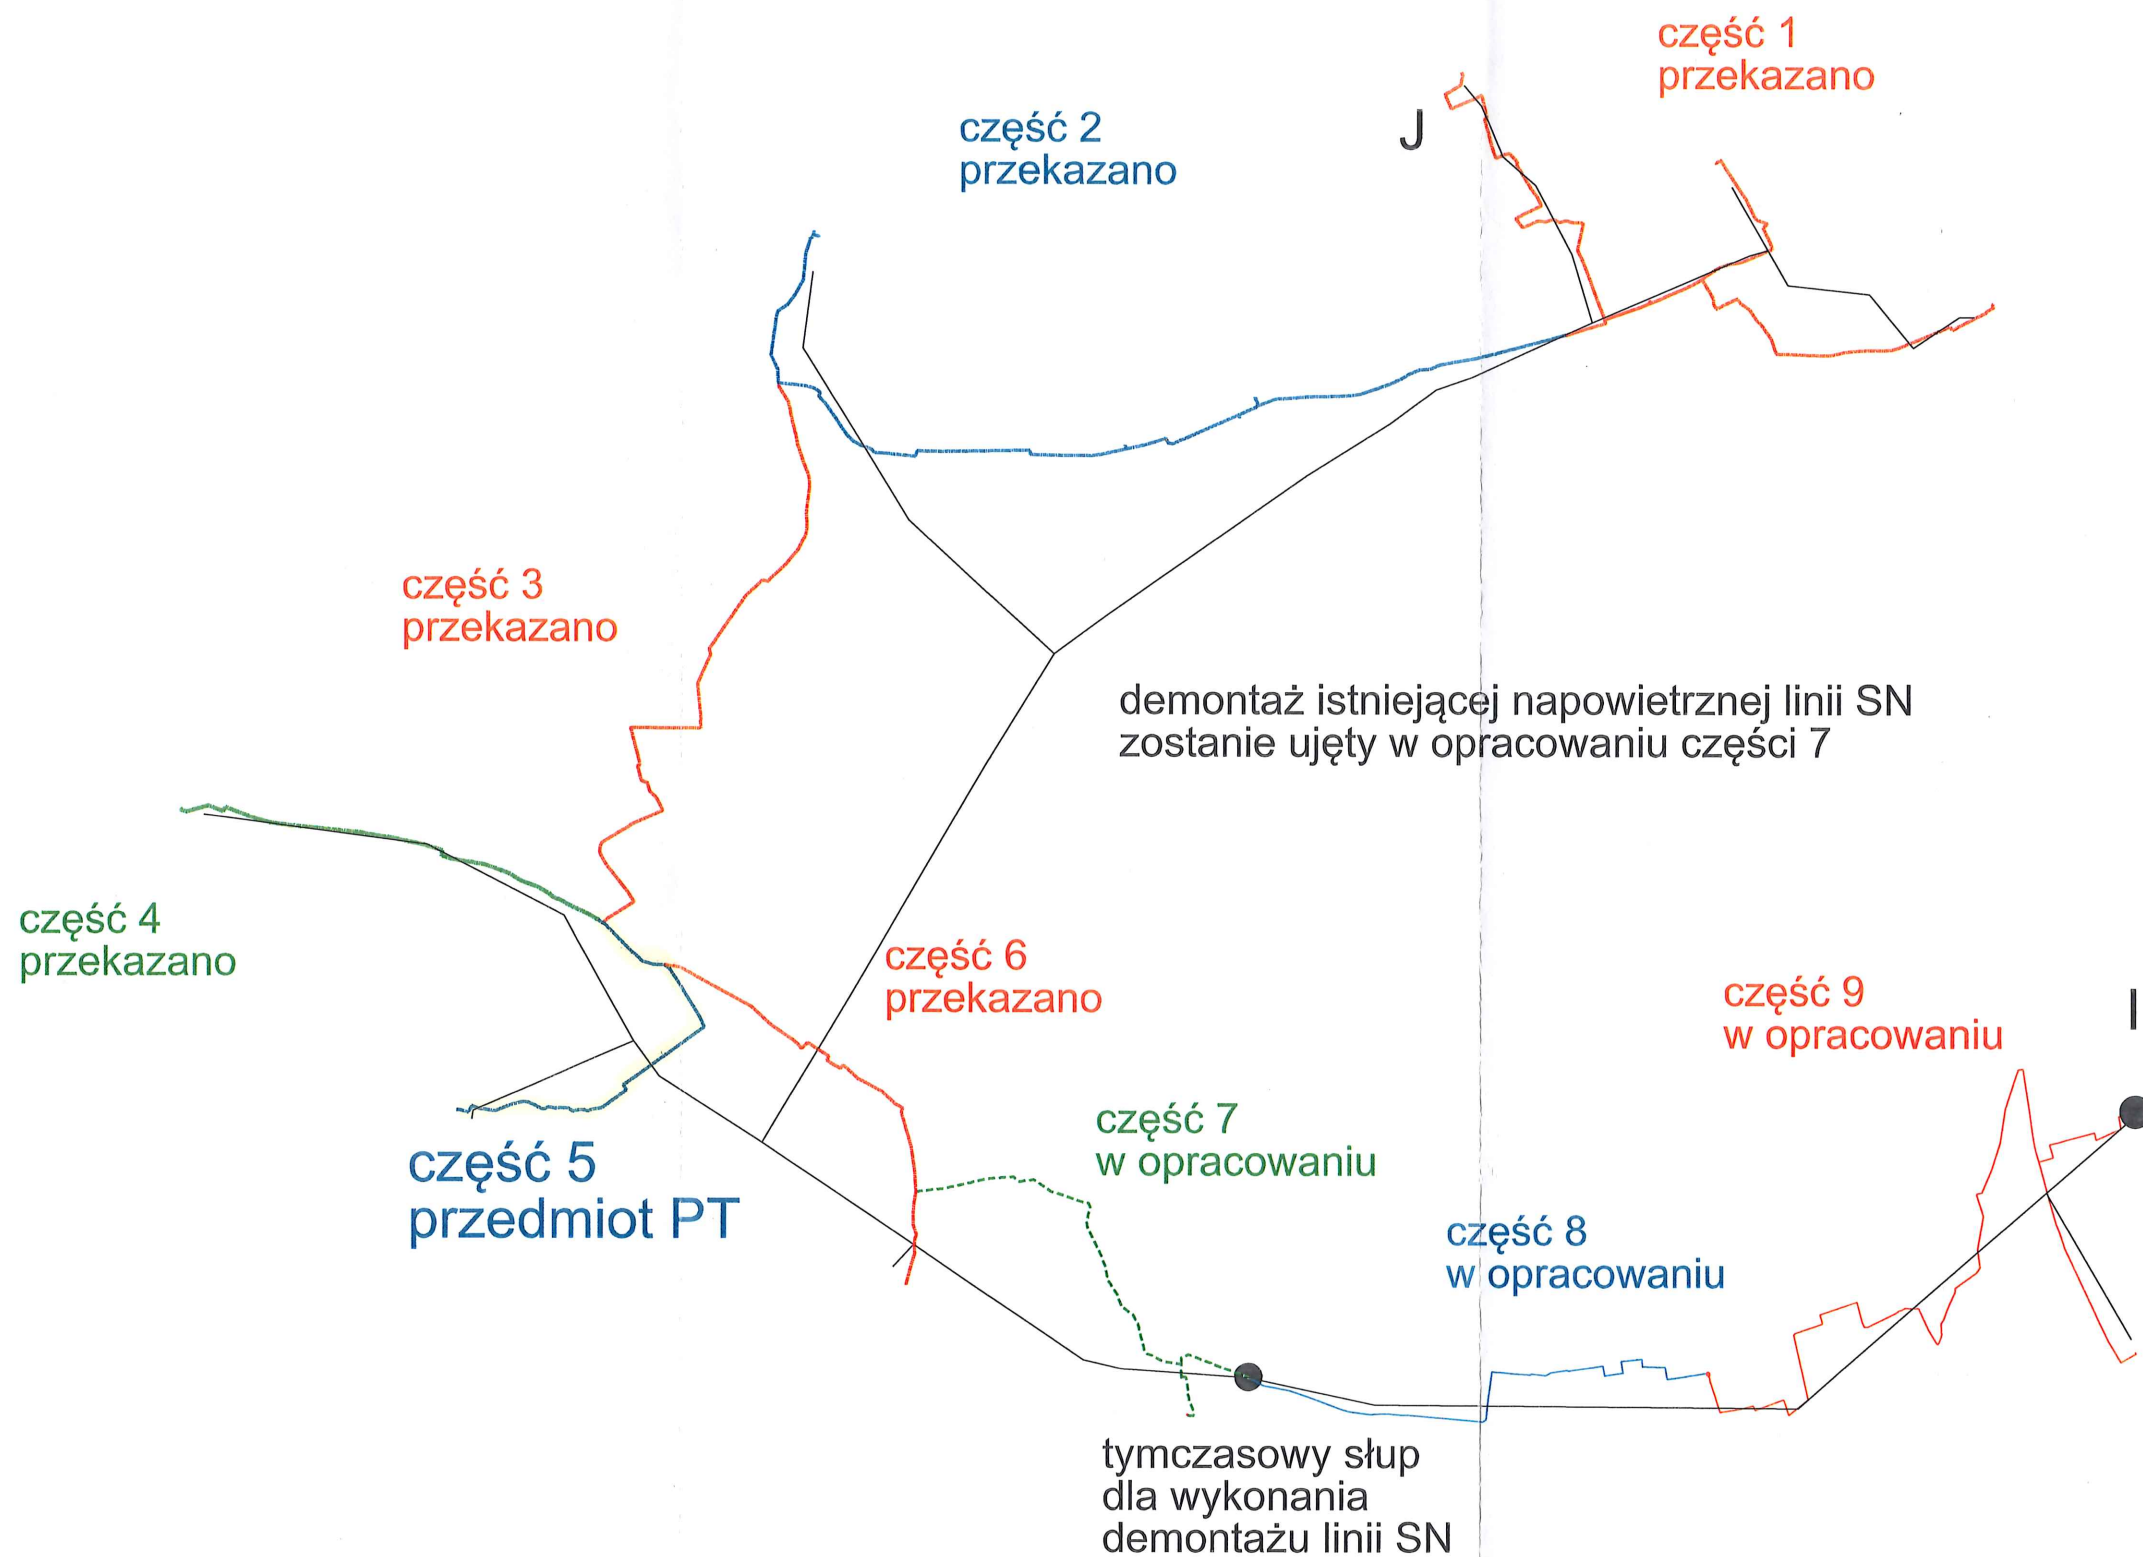 część 1
przekazano
J
część 2
przekazano
część 3
przekazano
demontaż istniejącej napowietrznej linii SN
zostanie ujęty w opracowaniu części 7
część 4
przekazano
część 6
przekazano
część 9
w opracowaniu
I
część 7
w opracowaniu
część 5
przedmiot PT
część 8
w opracowaniu
tymczasowy słup
dla wykonania
demontażu linii SN